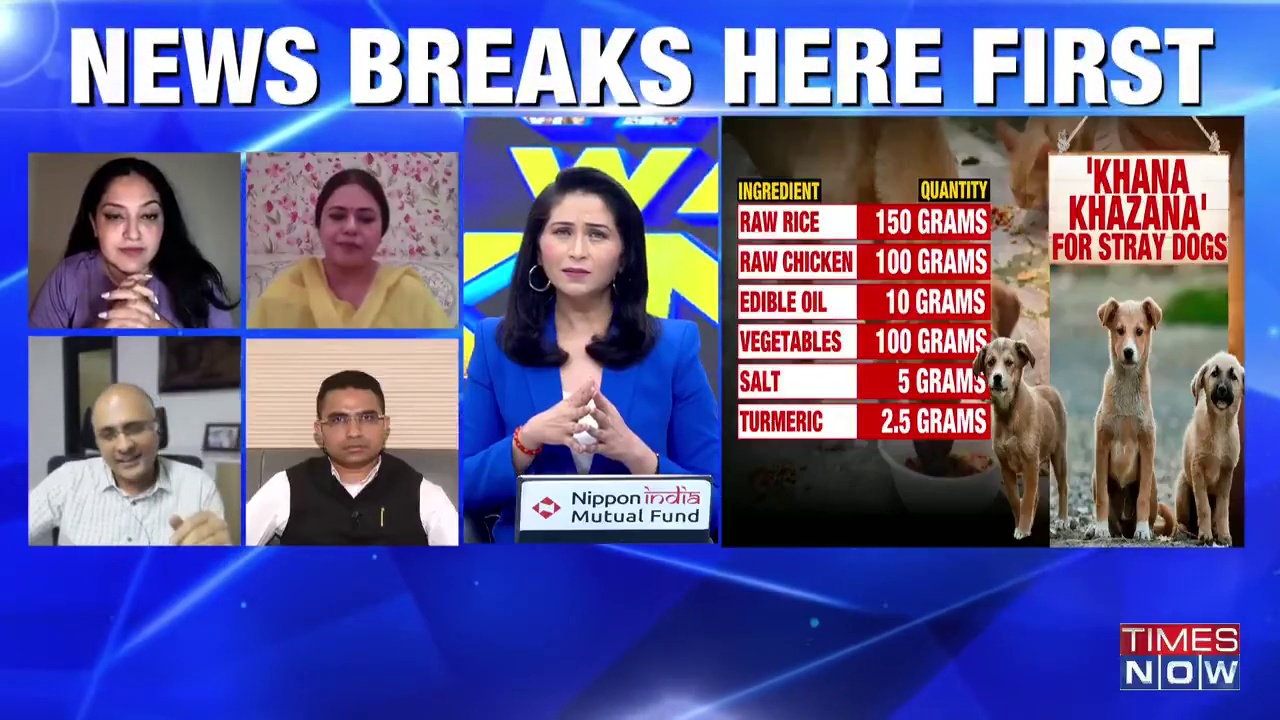 NEWS BREAKS HERE FIRST
INGREDIENT QUANTITY
RAW RICE 150 GRAMS
RAW CHICKEN 100 GRAMS
EDIBLE OIL 10 GRAMS
VEGETABLES 100 GRAMS
SALT 5 GRAMS
TURMERIC 2.5 GRAMS
'KHANA
KHAZANA'
FOR STRAY DOGS
Nippon india
Mutual Fund
TIMES
NOW